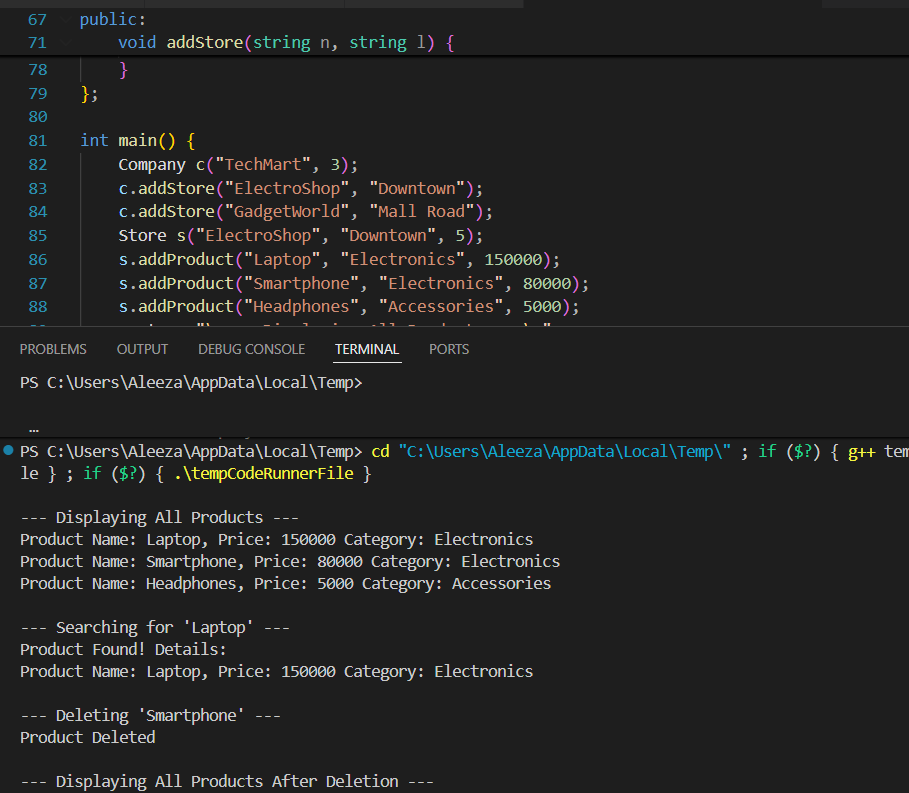 67 public:
71 void addStore(string n, string l) {
78 }
79 };
80
81 int main() {
82 Company c("TechMart", 3);
83 c.addStore("ElectroShop", "Downtown");
84 c.addStore("GadgetWorld", "Mall Road");
85 Store s("ElectroShop", "Downtown", 5);
86 s.addProduct("Laptop", "Electronics", 150000);
87 s.addProduct("Smartphone", "Electronics", 80000);
88 s.addProduct("Headphones", "Accessories", 5000);
PROBLEMS OUTPUT DEBUG CONSOLE TERMINAL PORTS
PS C:\Users\Aleeza\AppData\Local\Temp>
…
PS C:\Users\Aleeza\AppData\Local\Temp> cd "C:\Users\Aleeza\AppData\Local\Temp\" ; if ($?) { g++ tem
le } ; if ($?) { .\tempCodeRunnerFile }
--- Displaying All Products ---
Product Name: Laptop, Price: 150000 Category: Electronics
Product Name: Smartphone, Price: 80000 Category: Electronics
Product Name: Headphones, Price: 5000 Category: Accessories
--- Searching for 'Laptop' ---
Product Found! Details:
Product Name: Laptop, Price: 150000 Category: Electronics
--- Deleting 'Smartphone' ---
Product Deleted
--- Displaying All Products After Deletion ---